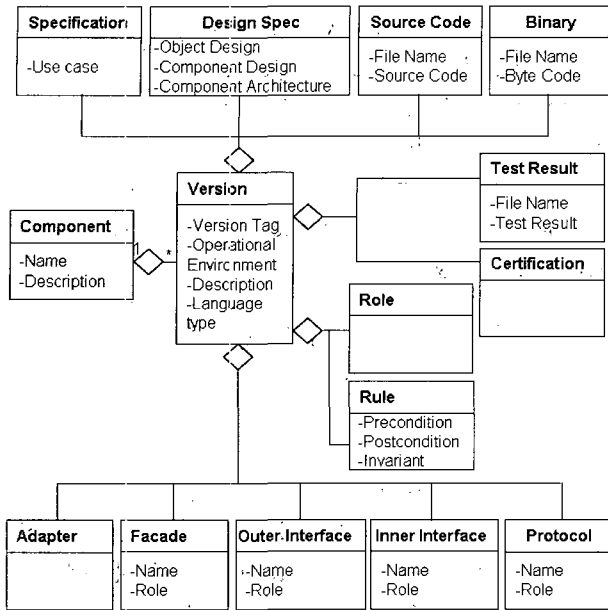 Specification
-Use case
Design Spec
-Object Design
-Component Design
-Component Architecture
Source Code
-File Name
-Source Code
Binary
-File Name
-Byte Code
Component
-Name
-Description
1
*
Version
-Version Tag
-Operational
Environment
-Description
-Language
type
Test Result
-File Name
-Test Result
Certification
Role
Rule
-Precondition
-Postcondition
-Invariant
Adapter
Facade
-Name
-Role
Outer Interface
-Name
-Role
Inner Interface
-Name
-Role
Protocol
-Name
-Role